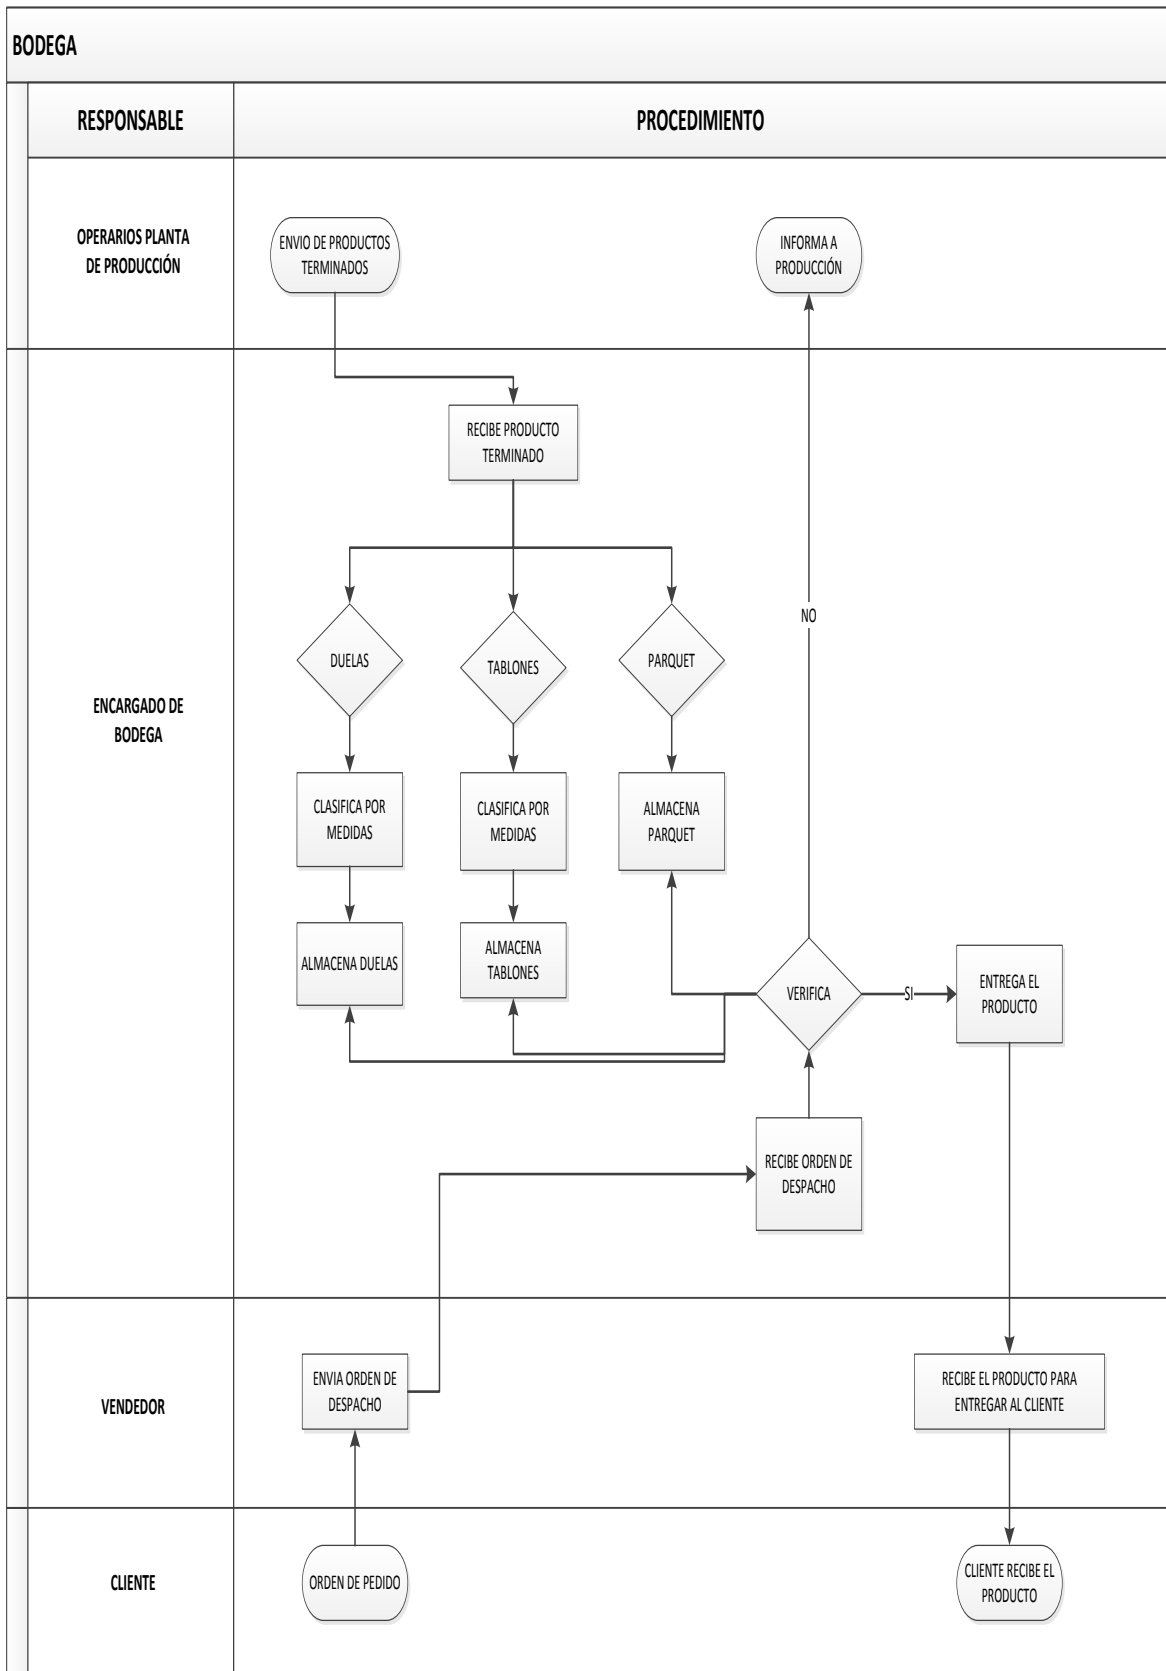 BODEGA
RESPONSABLE
PROCEDIMIENTO
OPERARIOS PLANTA
DE PRODUCCIÓN
ENVIO DE PRODUCTOS
TERMINADOS
INFORMA A
PRODUCCIÓN
ENCARGADO DE
BODEGA
RECIBE PRODUCTO
TERMINADO
NO
DUELAS
TABLONES
PARQUET
CLASIFICA POR
MEDIDAS
CLASIFICA POR
MEDIDAS
ALMACENA
PARQUET
ALMACENA DUELAS
ALMACENA
TABLONES
VERIFICA
SI
ENTREGA EL
PRODUCTO
RECIBE ORDEN DE
DESPACHO
VENDEDOR
ENVIA ORDEN DE
DESPACHO
RECIBE EL PRODUCTO PARA
ENTREGAR AL CLIENTE
CLIENTE
ORDEN DE PEDIDO
CLIENTE RECIBE EL
PRODUCTO